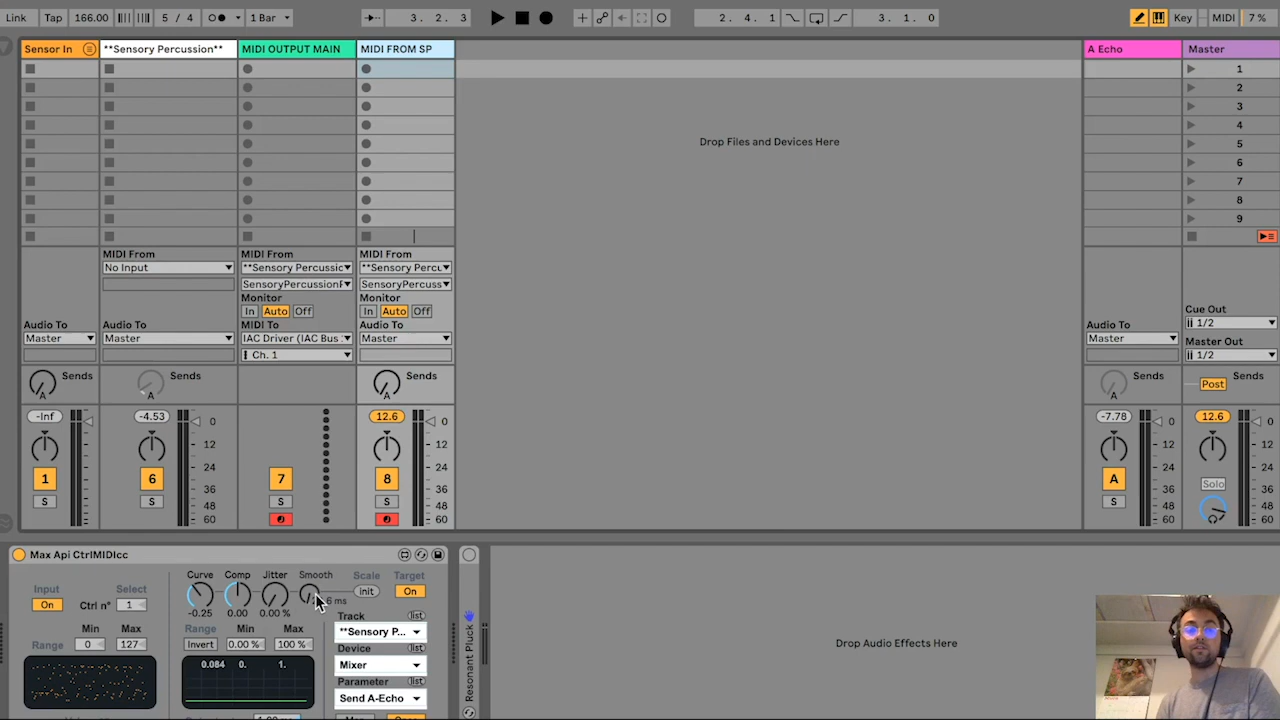 Link Tap 166.00 5 / 4 1 Bar 3. 2. 3 2. 4. 1 3. 1. 0 Key MIDI 7 %
Sensor In **Sensory Percussion** MIDI OUTPUT MAIN MIDI FROM SP A Echo Master
1
2
3
4
5
6
7
8
9
Drop Files and Devices Here
MIDI From MIDI From MIDI From
No Input **Sensory Percussic **Sensory Percu
SensoryPercussionF SensoryPercuss
Monitor Monitor
In Auto Off In Auto Off
Cue Out
1/2
Audio To Audio To MIDI To Audio To Audio To
Master Master IAC Driver (IAC Bus : Master Master
Master Out
Ch. 1 1/2
Sends Sends Sends Sends Sends
A A A A Post
-Inf -4.53 12.6 -7.78 12.6
0 0 0 0
12 12 12 12
24 24 24 24
36 36 36 36
48 48 48 48
60 60 60 60
1 6 7 8 A Solo
S S S S S
Max Api CtrlMIDIcc
Input Select Curve Comp Jitter Smooth Scale Target
On Ctrl n° 1 Init On
-0.25 0.00 0.00 % 6 ms
Range Min Max Range Min Max Track (list)
0 127 Invert 0.00 % 100 % **Sensory P...
Device (list)
0.084 0. 1. Mixer
Parameter (list)
Send A-Echo
Resonant Pluck
Drop Audio Effects Here